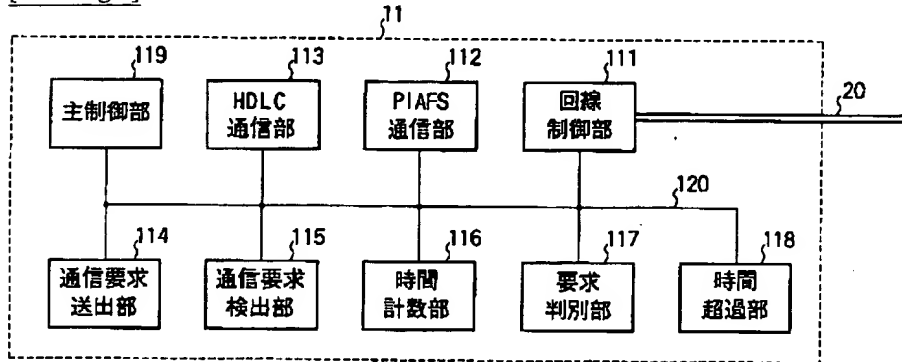 11
119
113
112
111
主制御部
HDLC
通信部
PIAFS
通信部
回線
制御部
20
120
114
115
116
117
118
通信要求
送出部
通信要求
検出部
時間
計数部
要求
判別部
時間
超過部